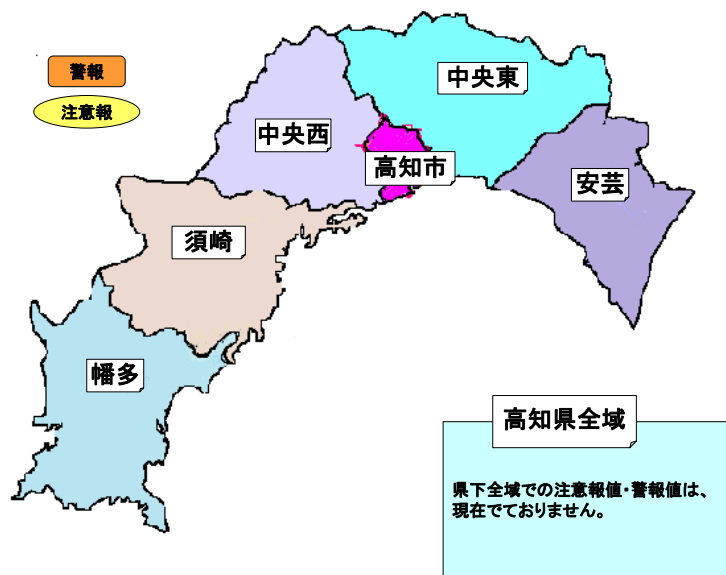 警報
注意報
中央東
中央西
高知市
安芸
須崎
幡多
高知県全域
県下全域での注意報値・警報値は、
現在でておりません。